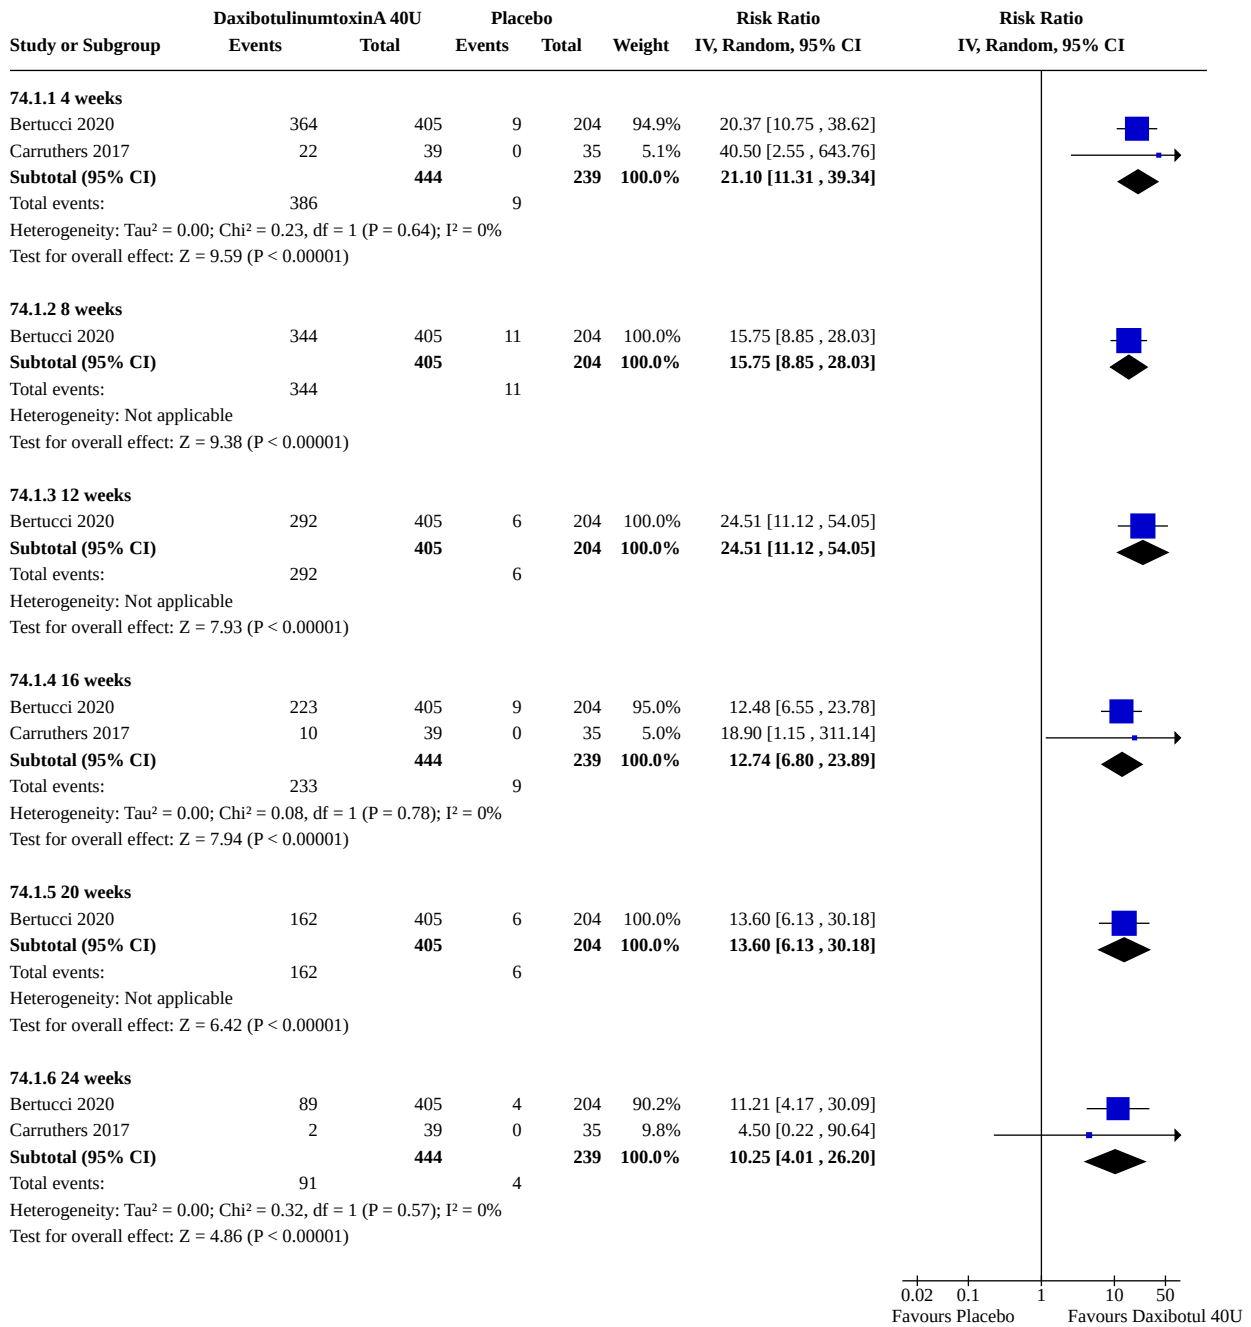 DaxibotulinumtoxinA 40U Placebo Risk Ratio Risk Ratio
Study or Subgroup Events Total Events Total Weight IV, Random, 95% CI IV, Random, 95% CI
74.1.1 4 weeks
Bertucci 2020 364 405 9 204 94.9% 20.37 [10.75 , 38.62]
Carruthers 2017 22 39 0 35 5.1% 40.50 [2.55 , 643.76]
Subtotal (95% CI) 444 239 100.0% 21.10 [11.31 , 39.34]
Total events: 386 9
Heterogeneity: Tau² = 0.00; Chi² = 0.23, df = 1 (P = 0.64); I² = 0%
Test for overall effect: Z = 9.59 (P < 0.00001)
74.1.2 8 weeks
Bertucci 2020 344 405 11 204 100.0% 15.75 [8.85 , 28.03]
Subtotal (95% CI) 405 204 100.0% 15.75 [8.85 , 28.03]
Total events: 344 11
Heterogeneity: Not applicable
Test for overall effect: Z = 9.38 (P < 0.00001)
74.1.3 12 weeks
Bertucci 2020 292 405 6 204 100.0% 24.51 [11.12 , 54.05]
Subtotal (95% CI) 405 204 100.0% 24.51 [11.12 , 54.05]
Total events: 292 6
Heterogeneity: Not applicable
Test for overall effect: Z = 7.93 (P < 0.00001)
74.1.4 16 weeks
Bertucci 2020 223 405 9 204 95.0% 12.48 [6.55 , 23.78]
Carruthers 2017 10 39 0 35 5.0% 18.90 [1.15 , 311.14]
Subtotal (95% CI) 444 239 100.0% 12.74 [6.80 , 23.89]
Total events: 233 9
Heterogeneity: Tau² = 0.00; Chi² = 0.08, df = 1 (P = 0.78); I² = 0%
Test for overall effect: Z = 7.94 (P < 0.00001)
74.1.5 20 weeks
Bertucci 2020 162 405 6 204 100.0% 13.60 [6.13 , 30.18]
Subtotal (95% CI) 405 204 100.0% 13.60 [6.13 , 30.18]
Total events: 162 6
Heterogeneity: Not applicable
Test for overall effect: Z = 6.42 (P < 0.00001)
74.1.6 24 weeks
Bertucci 2020 89 405 4 204 90.2% 11.21 [4.17 , 30.09]
Carruthers 2017 2 39 0 35 9.8% 4.50 [0.22 , 90.64]
Subtotal (95% CI) 444 239 100.0% 10.25 [4.01 , 26.20]
Total events: 91 4
Heterogeneity: Tau² = 0.00; Chi² = 0.32, df = 1 (P = 0.57); I² = 0%
Test for overall effect: Z = 4.86 (P < 0.00001)
0.02 0.1 1 10 50
Favours Placebo Favours Daxibotul 40U